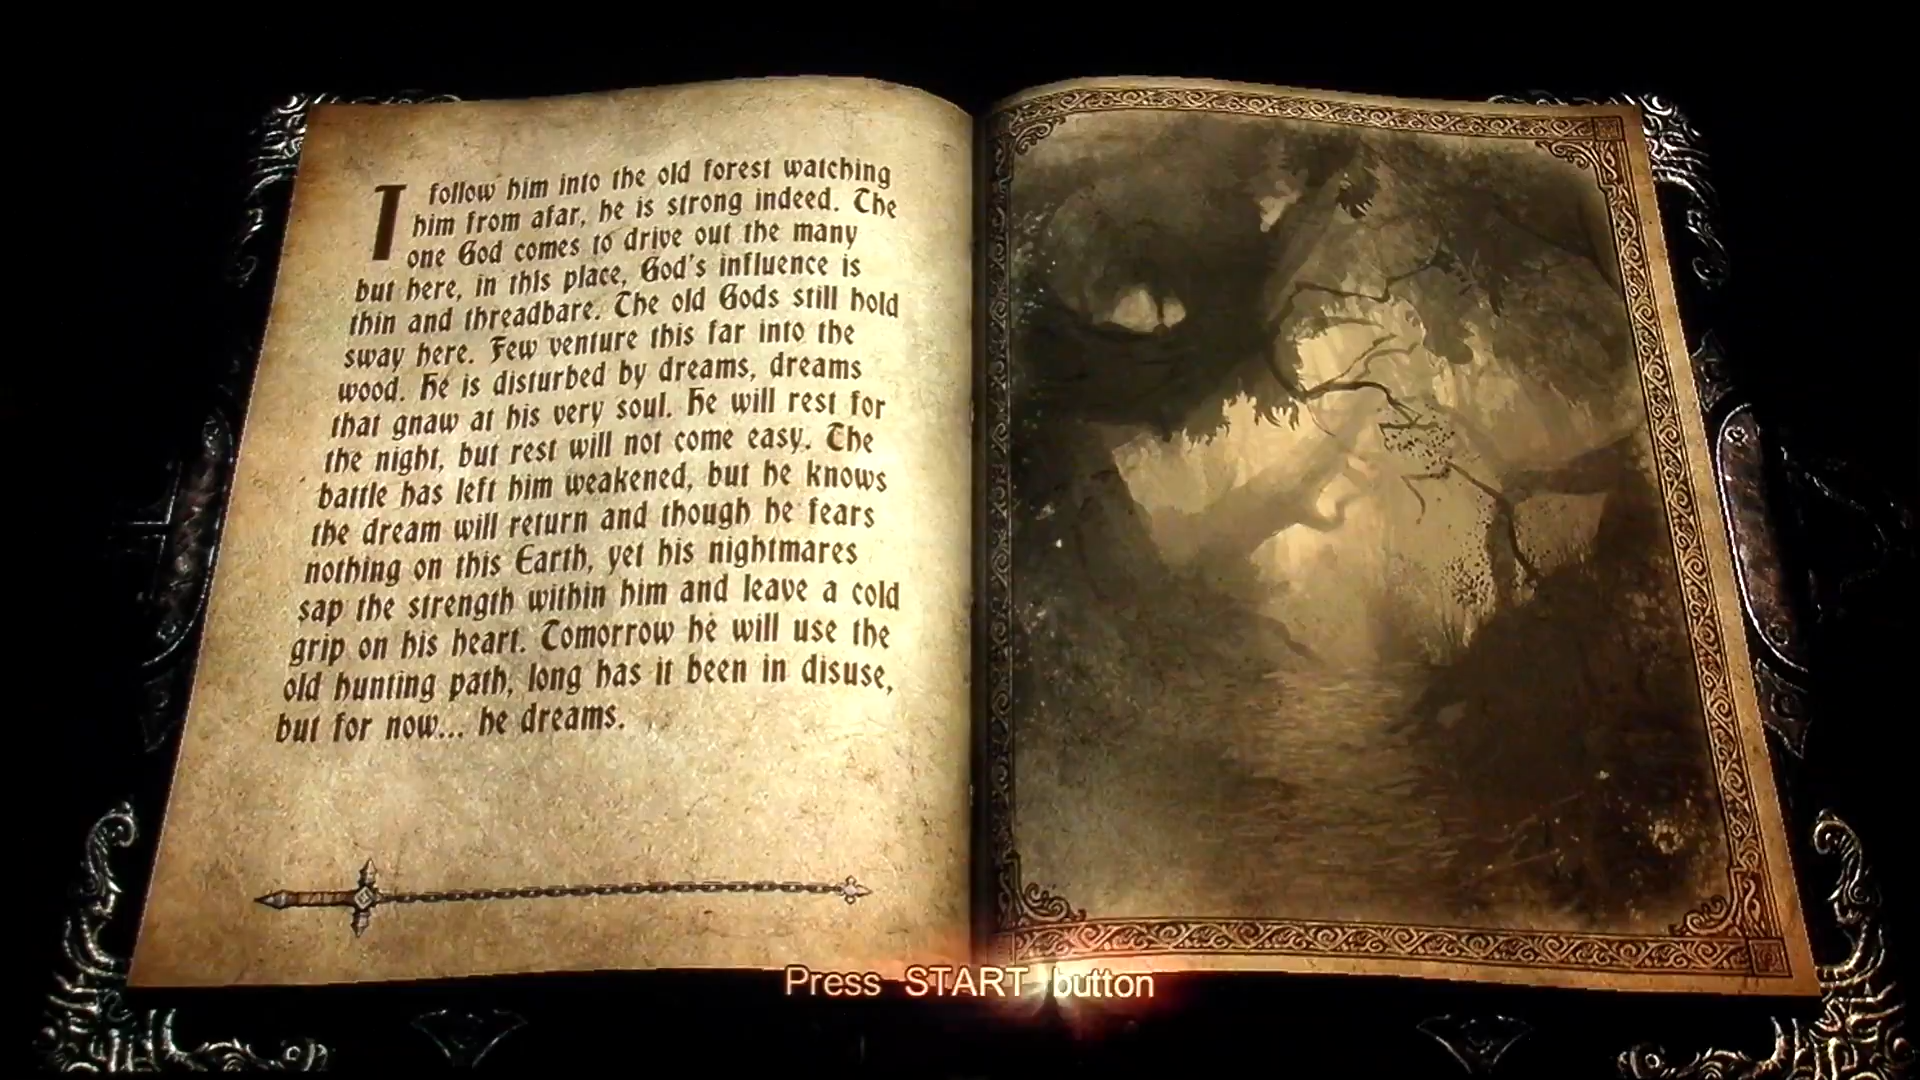 I follow him into the old forest watching
him from afar, he is strong indeed. The
one God comes to drive out the many
but here, in this place, God's influence is
thin and threadbare. The old Gods still hold
sway here. Few venture this far into the
wood. He is disturbed by dreams, dreams
that gnaw at his very soul. He will rest for
the night, but rest will not come easy. The
battle has left him weakened, but he knows
the dream will return and though he fears
nothing on this Earth, yet his nightmares
sap the strength within him and leave a cold
grip on his heart. Tomorrow he will use the
old hunting path, long has it been in disuse,
but for now... he dreams.
Press START button